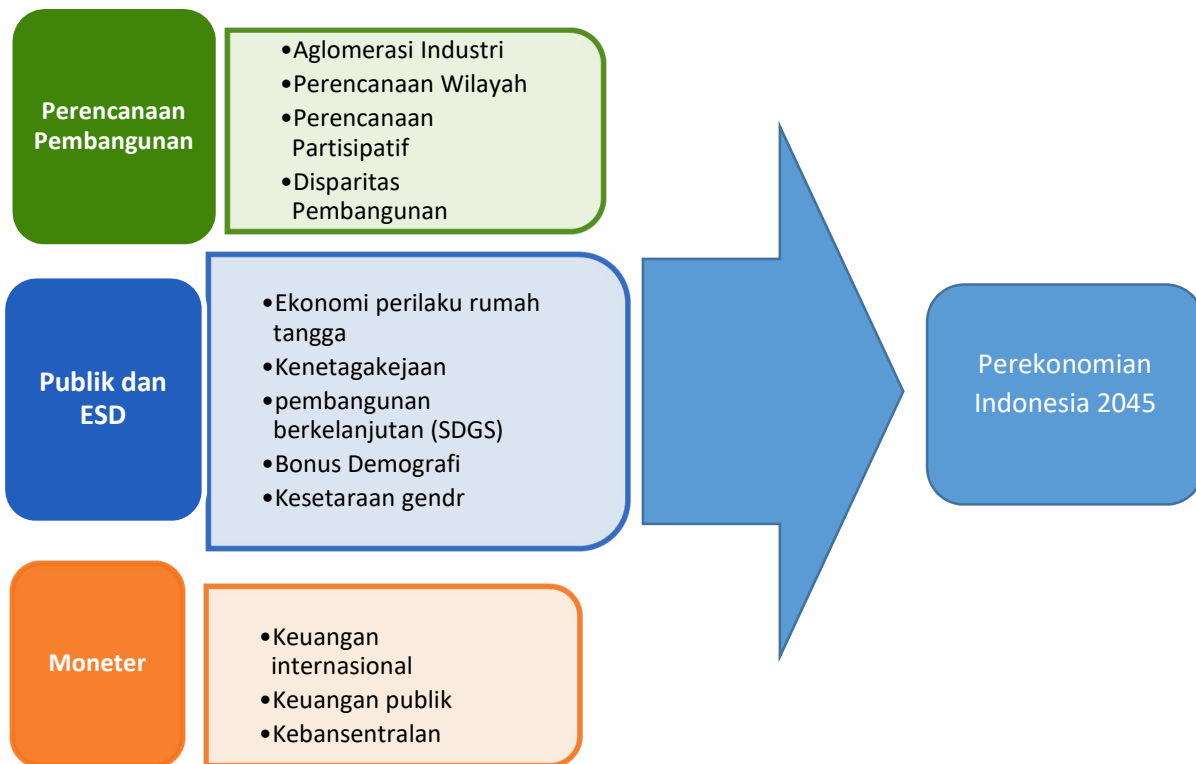 Perencanaan
Pembangunan
•Aglomerasi Industri
•Perencanaan Wilayah
•Perencanaan
Partisipatif
•Disparitas
Pembangunan
Publik dan
ESD
•Ekonomi perilaku rumah
tangga
•Kenetagakejaan
•pembangunan
berkelanjutan (SDGS)
•Bonus Demografi
•Kesetaraan gendr
Moneter
•Keuangan
internasional
•Keuangan publik
•Kebansentralan
Perekonomian
Indonesia 2045